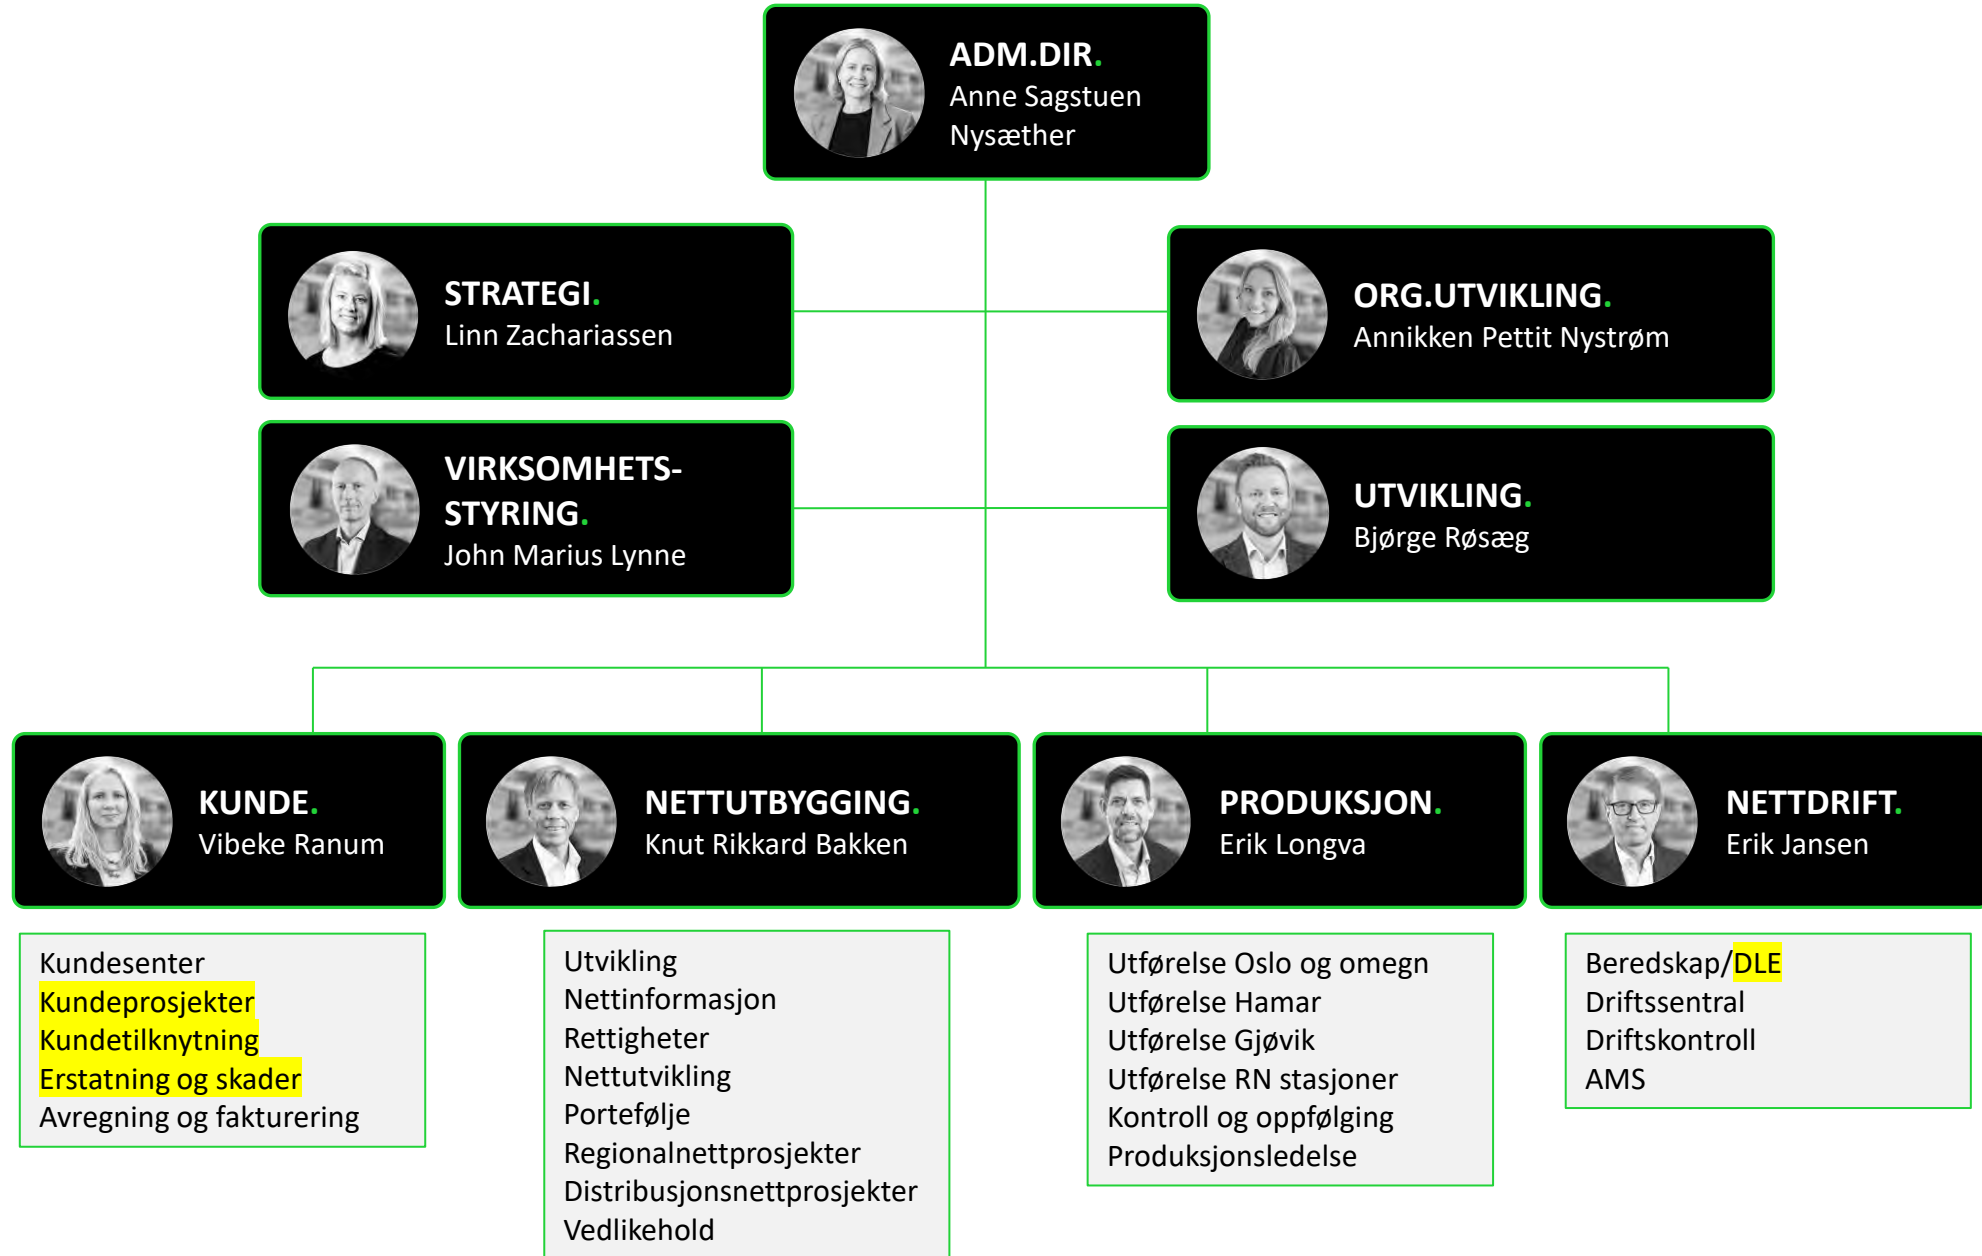 ADM.DIR.
Anne Sagstuen
Nysæther
STRATEGI.
Linn Zachariassen
ORG.UTVIKLING.
Annikken Pettit Nystrøm
VIRKSOMHETS-
STYRING.
John Marius Lynne
UTVIKLING.
Bjørge Røsæg
KUNDE.
Vibeke Ranum
NETTUTBYGGING.
Knut Rikkard Bakken
PRODUKSJON.
Erik Longva
NETTDRIFT.
Erik Jansen
Kundesenter
Kundeprosjekter
Kundetilknytning
Erstatning og skader
Avregning og fakturering
Utvikling
Nettinformasjon
Rettigheter
Nettutvikling
Portefølje
Regionalnettprosjekter
Distribusjonsnettprosjekter
Vedlikehold
Utførelse Oslo og omegn
Utførelse Hamar
Utførelse Gjøvik
Utførelse RN stasjoner
Kontroll og oppfølging
Produksjonsledelse
Beredskap/DLE
Driftssentral
Driftskontroll
AMS